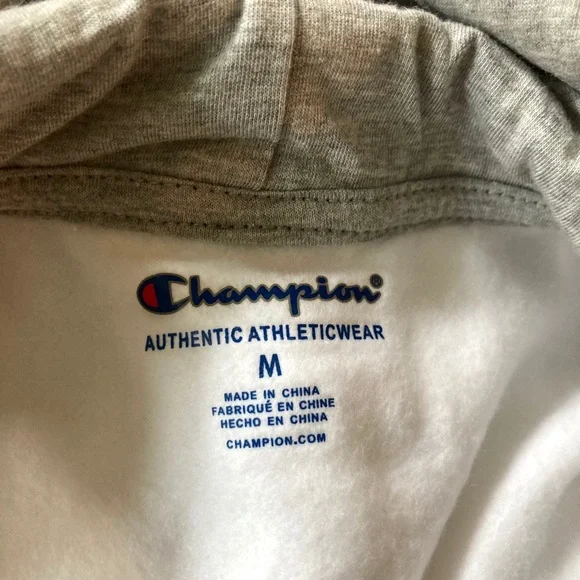 Champion®
AUTHENTIC ATHLETICWEAR
M
MADE IN CHINA
FABRIQUÉ EN CHINE
HECHO EN CHINA
CHAMPION.COM